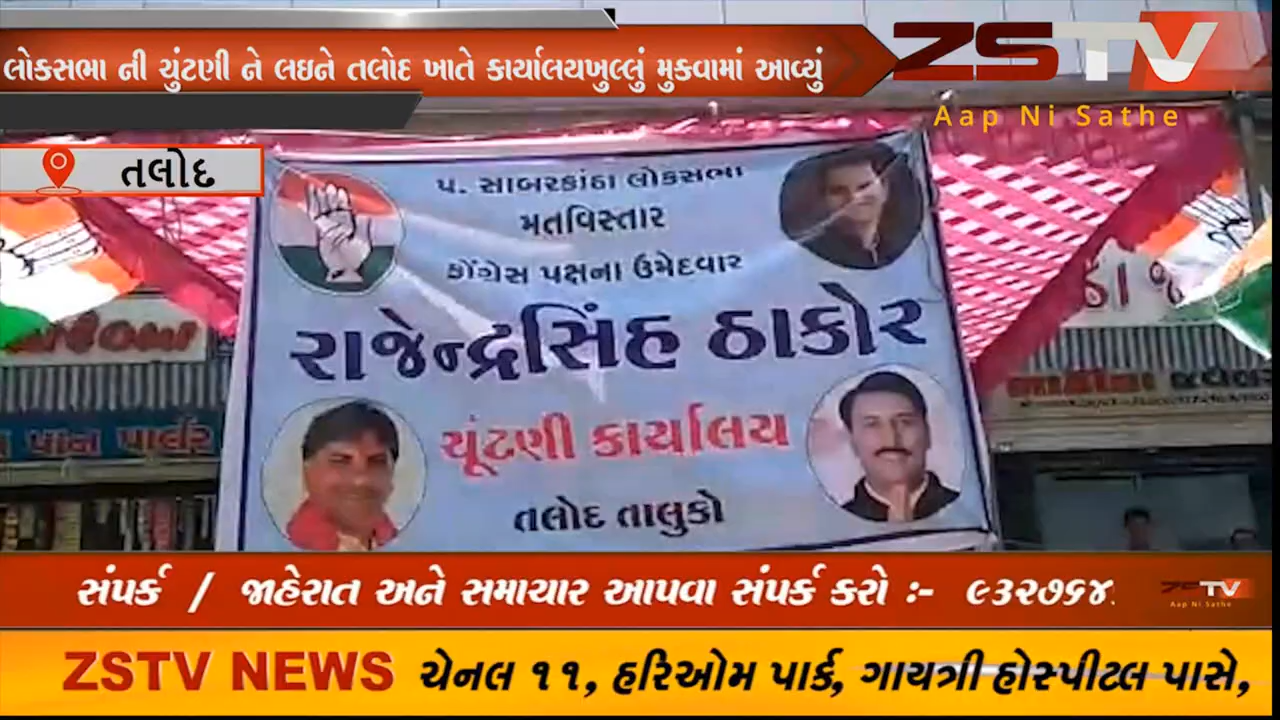 લોકસભા ની ચુંટણી ને લઇને તલોદ ખાતે કાર્યાલયખુલ્લું મુકવામાં આવ્યું
ZSTV
Aap Ni Sathe
તલોદ
૫. સાબરકાંઠા લોકસભા
મતવિસ્તાર
કોંગ્રેસ પક્ષના ઉમેદવાર
રાજેન્દ્રસિંહ ઠાકોર
ચૂંટણી કાર્યાલય
તલોદ તાલુકો
પાન પાર્લર
સંપર્ક / જાહેરાત અને સમાચાર આપવા સંપર્ક કરો :- ૯૩૨૭૬૪
ZSTV
Aap Ni Sathe
ZSTV NEWS ચેનલ ૧૧, હરિઓમ પાર્ક, ગાયત્રી હોસ્પીટલ પાસે,